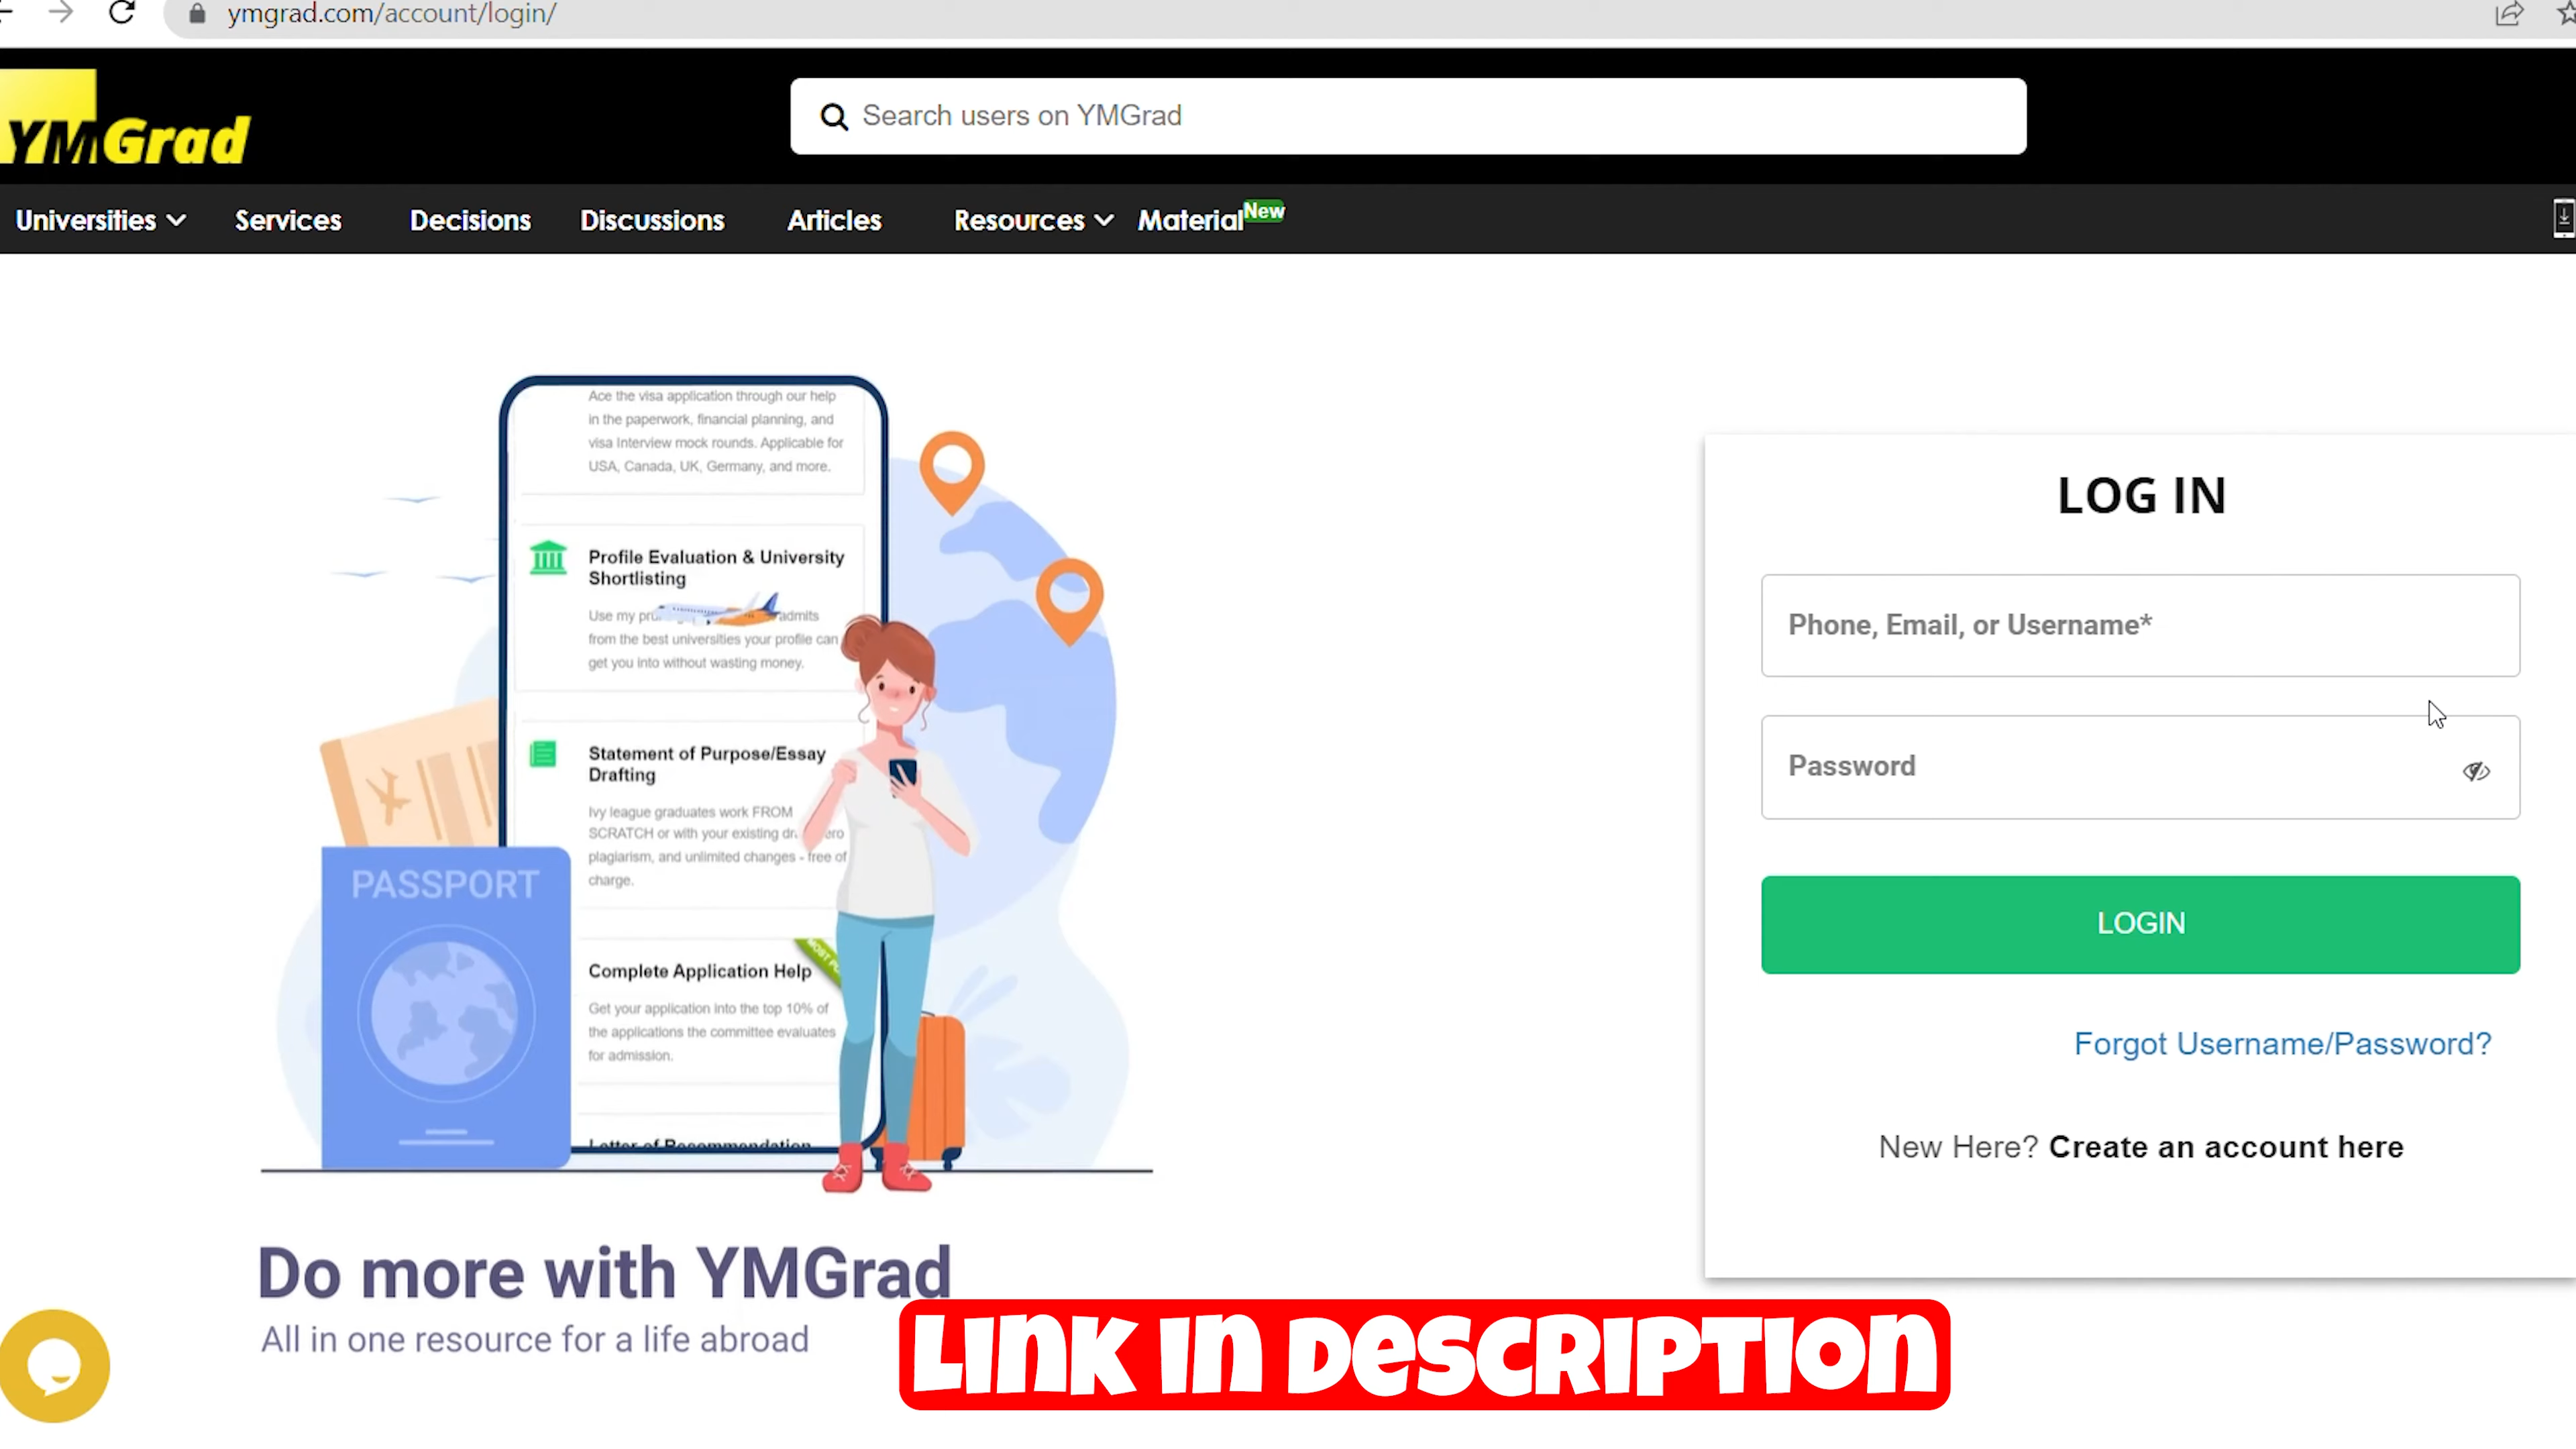 ymgrad.com/account/login/
YMGrad
Search users on YMGrad
Universities
Services
Decisions
Discussions
Articles
Resources
Material
New
Ace the visa application through our help
in the paperwork, financial planning, and
visa Interview mock rounds. Applicable for
USA, Canada, UK, Germany, and more.
Profile Evaluation & University
Shortlisting
Use my admits
from the best universities your profile can
get you into without wasting money.
Statement of Purpose/Essay
Drafting
Ivy league graduates work FROM
SCRATCH or with your existing
plagiarism, and unlimited changes - free of
charge.
Complete Application Help
MOST
Get your application into the top 10% of
the applications the committee evaluates
for admission.
Letter of Recommendation
PASSPORT
Do more with YMGrad
All in one resource for a life abroad
LOG IN
Phone, Email, or Username*
Password
LOGIN
Forgot Username/Password?
New Here? Create an account here
LINK IN DESCRIPTION